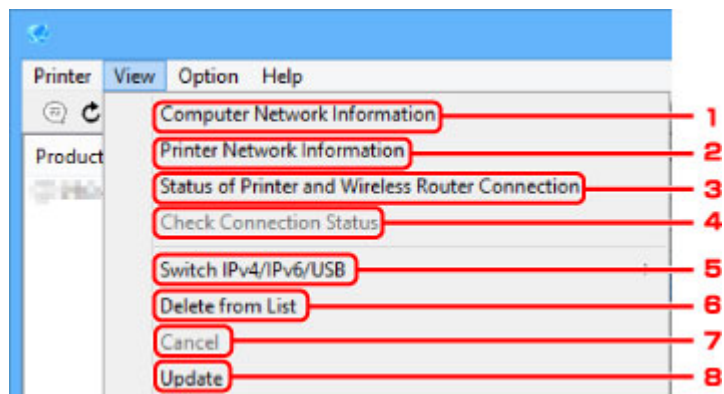 Printer View Option Help
Computer Network Information 1
Product Printer Network Information 2
Status of Printer and Wireless Router Connection 3
Check Connection Status 4
Switch IPv4/IPv6/USB 5
Delete from List 6
Cancel 7
Update 8